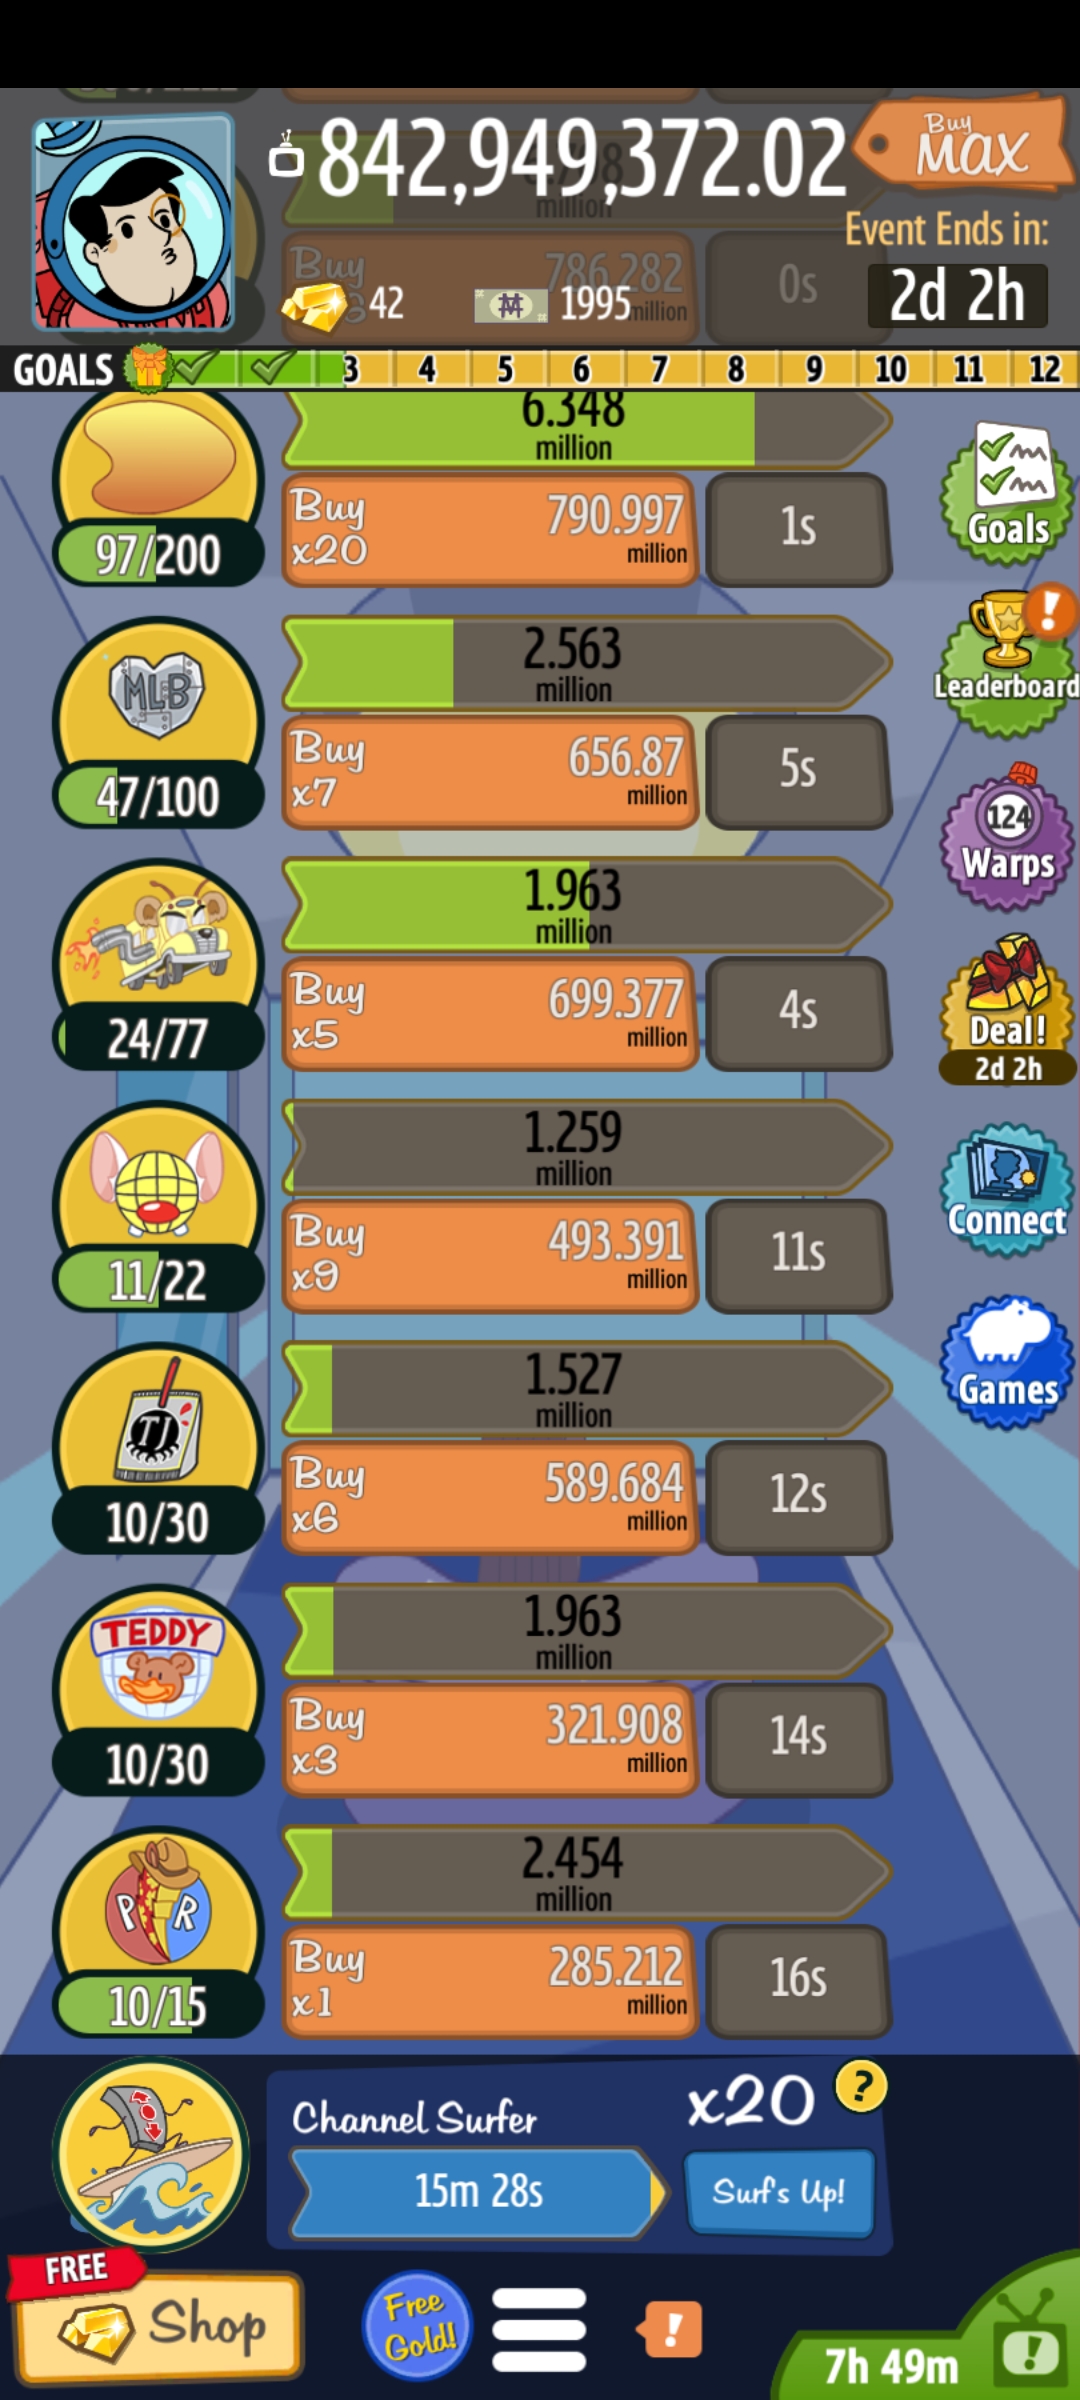 842,949,372.02
Buy
MAX
million
Event Ends in:
Buy
786.282
million
0s
42
1995
2d 2h
GOALS
3 4 5 6 7 8 9 10 11 12
6.348
million
97/200
Buy
x20
790.997
million
1s
Goals
2.563
million
MLB
47/100
Buy
x7
656.87
million
5s
Leaderboard
124
Warps
1.963
million
24/77
Buy
x5
699.377
million
4s
Deal!
2d 2h
1.259
million
11/22
Buy
x9
493.391
million
11s
Connect
1.527
million
TJ
10/30
Buy
x6
589.684
million
12s
Games
1.963
million
TEDDY
10/30
Buy
x3
321.908
million
14s
2.454
million
P R
10/15
Buy
x1
285.212
million
16s
Channel Surfer
x20
?
15m 28s
Surf's Up!
FREE
Shop
Free
Gold!
!
7h 49m
!